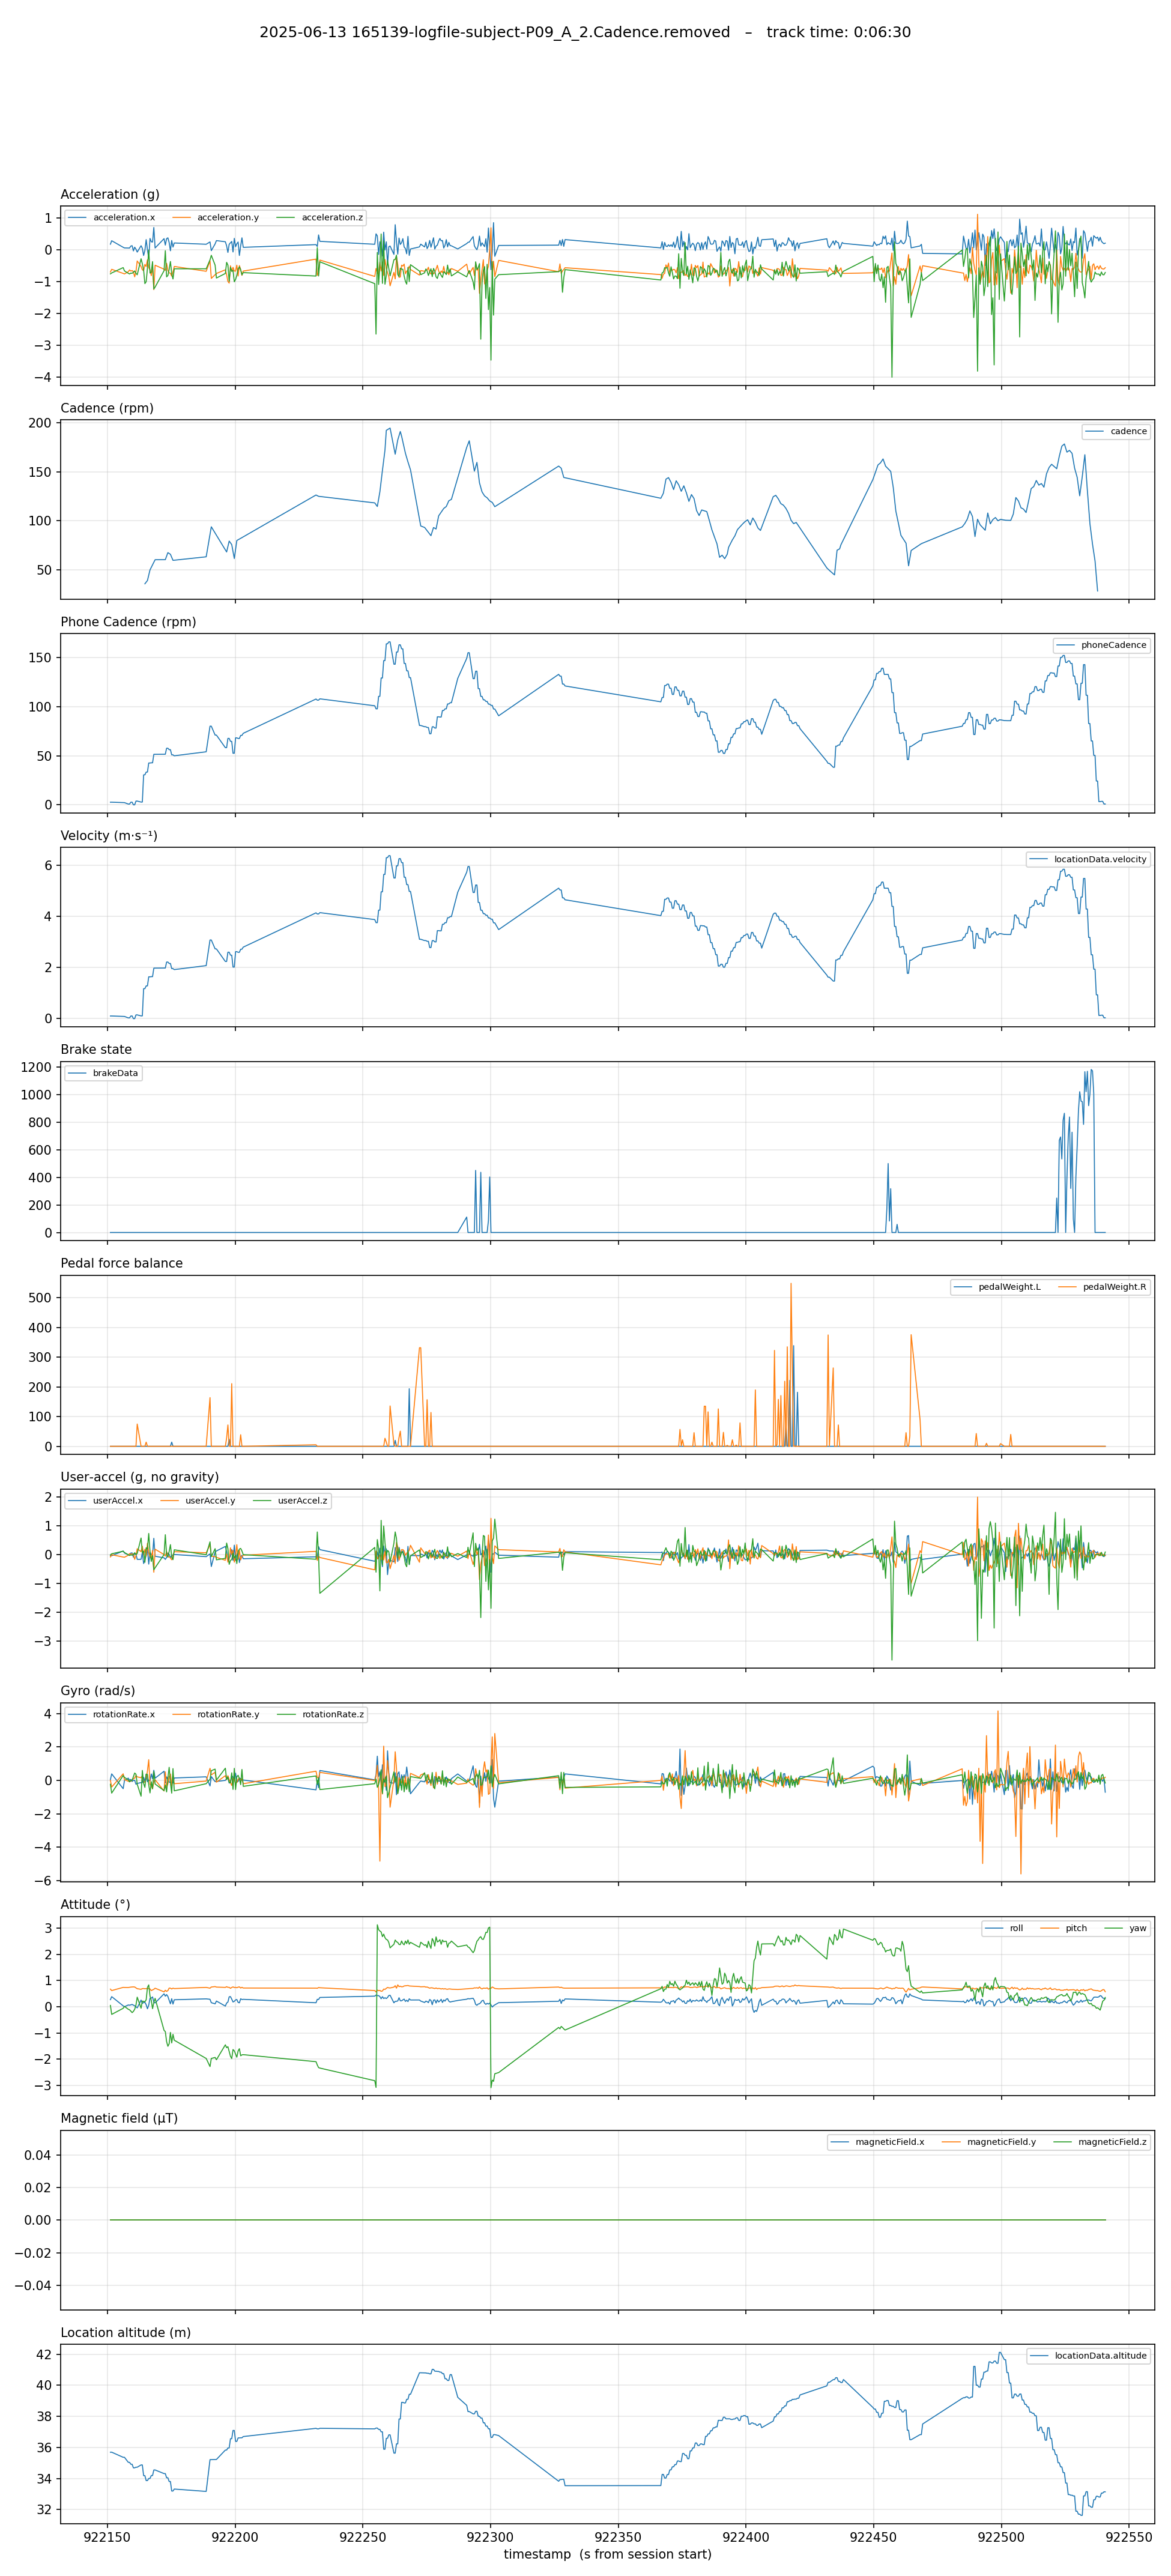 2025-06-13 165139-logfile-subject-P09_A_2.Cadence.removed – track time: 0:06:30
Acceleration (g)
acceleration.x acceleration.y acceleration.z
1
0
−1
−2
−3
−4
Cadence (rpm)
cadence
200
150
100
50
Phone Cadence (rpm)
phoneCadence
150
100
50
0
Velocity (m·s⁻¹)
locationData.velocity
6
4
2
0
Brake state
brakeData
1200
1000
800
600
400
200
0
Pedal force balance
pedalWeight.L pedalWeight.R
500
400
300
200
100
0
User-accel (g, no gravity)
userAccel.x userAccel.y userAccel.z
2
1
0
−1
−2
−3
Gyro (rad/s)
rotationRate.x rotationRate.y rotationRate.z
4
2
0
−2
−4
−6
Attitude (°)
roll pitch yaw
3
2
1
0
−1
−2
−3
Magnetic field (µT)
magneticField.x magneticField.y magneticField.z
0.04
0.02
0.00
−0.02
−0.04
Location altitude (m)
locationData.altitude
42
40
38
36
34
32
922150 922200 922250 922300 922350 922400 922450 922500 922550
timestamp (s from session start)